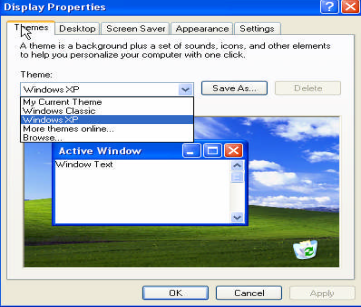 Display Properties
Themes Desktop Screen Saver Appearance Settings
A theme is a background plus a set of sounds, icons, and other elements
to help you personalize your computer with one click.
Theme:
Windows XP Save As... Delete
My Current Theme
Windows Classic
Windows XP
More themes online...
Browse...
Active Window
Window Text
OK Cancel Apply